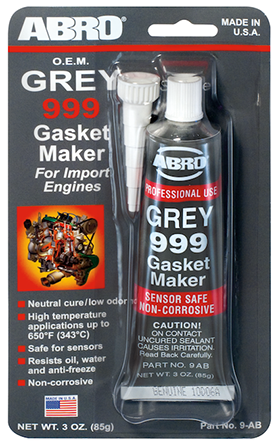 ABRO
MADE IN
U.S.A.
O.E.M.
GREY
999
Gasket
Maker
For Import
Engines
• Neutral cure/low odor
• High temperature
applications up to
650°F (343°C)
• Safe for sensors
• Resists oil, water
and anti-freeze
• Non-corrosive
MADE IN U.S.A.
NET WT. 3 OZ. (85g)
ABRO
PROFESSIONAL USE
GREY
999
Gasket
Maker
SENSOR SAFE
NON-CORROSIVE
CAUTION!
ON CONTACT
UNCURED SEALANT
CAUSES IRRITATION.
Read Back Carefully.
PART NO. 9-AB
NET WT. 3 OZ. (85g)
GENUINE
Part No. 9-AB